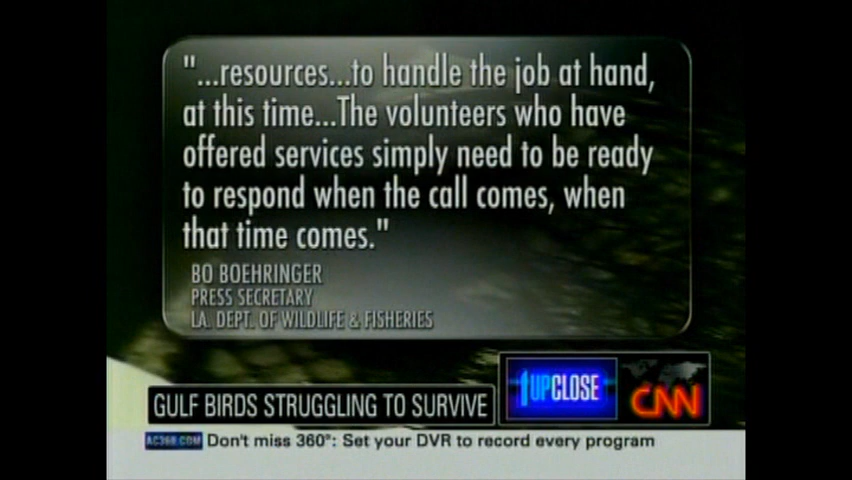 "...resources...to handle the job at hand,
at this time...The volunteers who have
offered services simply need to be ready
to respond when the call comes, when
that time comes."
BO BOEHRINGER
PRESS SECRETARY
LA. DEPT. OF WILDLIFE & FISHERIES
GULF BIRDS STRUGGLING TO SURVIVE
UPCLOSE
CNN
AC360.COM Don't miss 360°: Set your DVR to record every program